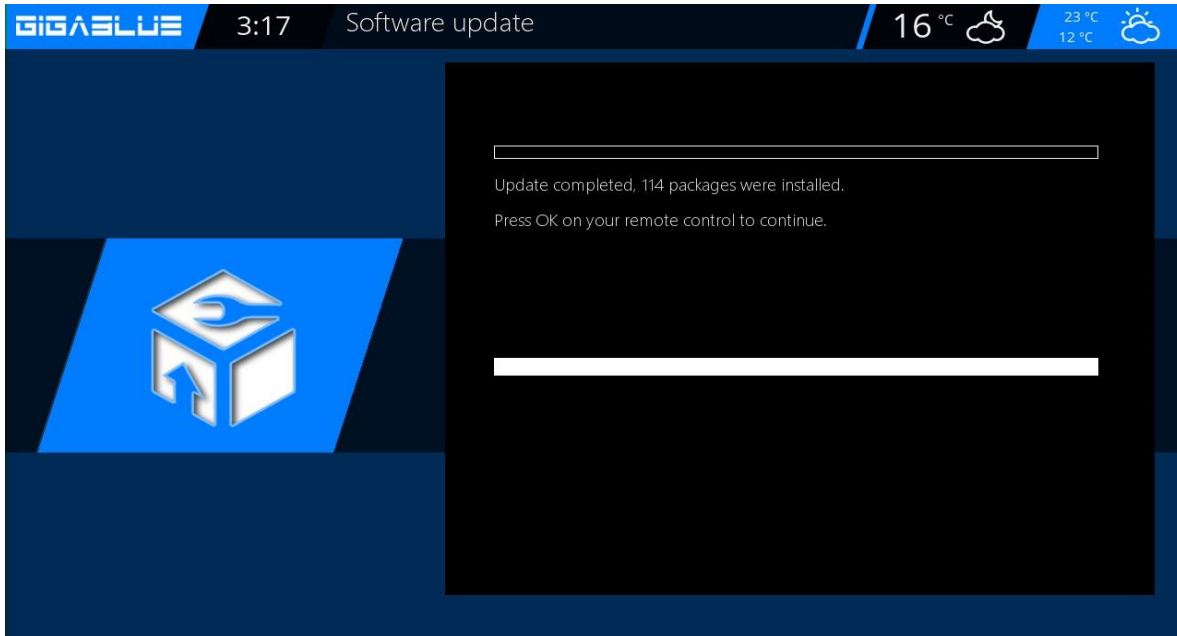 GIGABLUE 3:17 Software update 16 °C 23 °C
12 °C
Update completed, 114 packages were installed.
Press OK on your remote control to continue.